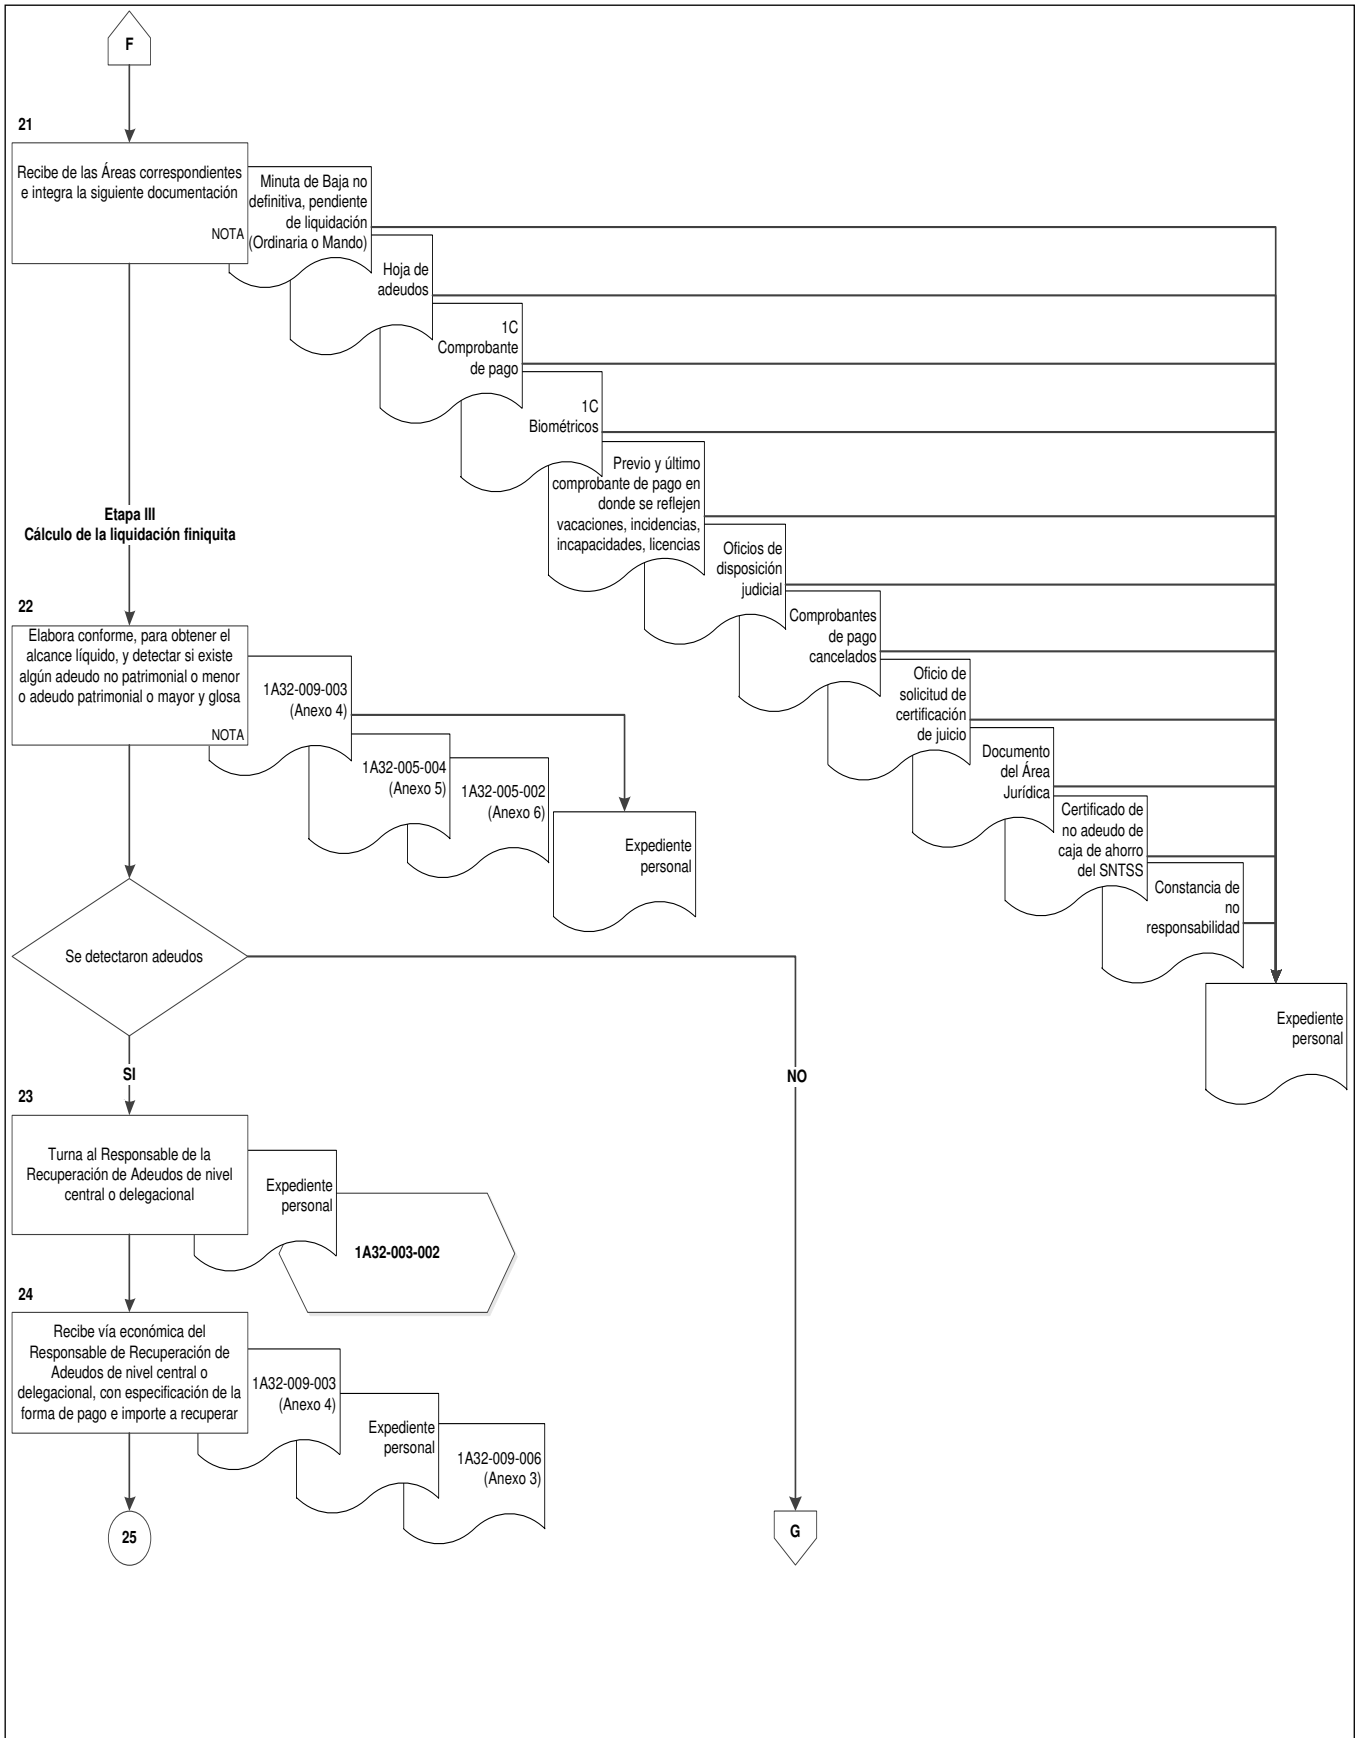 F
21
Recibe de las Áreas correspondientes
e integra la siguiente documentación
NOTA
Minuta de Baja no
definitiva, pendiente
de liquidación
(Ordinaria o Mando)
Hoja de
adeudos
1C
Comprobante
de pago
1C
Biométricos
Previo y último
comprobante de pago en
donde se reflejen
vacaciones, incidencias,
incapacidades, licencias
Oficios de
disposición
judicial
Comprobantes
de pago
cancelados
Oficio de
solicitud de
certificación
de juicio
Documento
del Área
Jurídica
Certificado de
no adeudo de
caja de ahorro
del SNTSS
Constancia de
no
responsabilidad
Expediente
personal
Etapa III
Cálculo de la liquidación finiquita
22
Elabora conforme, para obtener el
alcance líquido, y detectar si existe
algún adeudo no patrimonial o menor
o adeudo patrimonial o mayor y glosa
NOTA
1A32-009-003
(Anexo 4)
1A32-005-004
(Anexo 5)
1A32-005-002
(Anexo 6)
Expediente
personal
Se detectaron adeudos
SI
NO
23
Turna al Responsable de la
Recuperación de Adeudos de nivel
central o delegacional
Expediente
personal
1A32-003-002
24
Recibe vía económica del
Responsable de Recuperación de
Adeudos de nivel central o
delegacional, con especificación de la
forma de pago e importe a recuperar
1A32-009-003
(Anexo 4)
Expediente
personal
1A32-009-006
(Anexo 3)
25
G